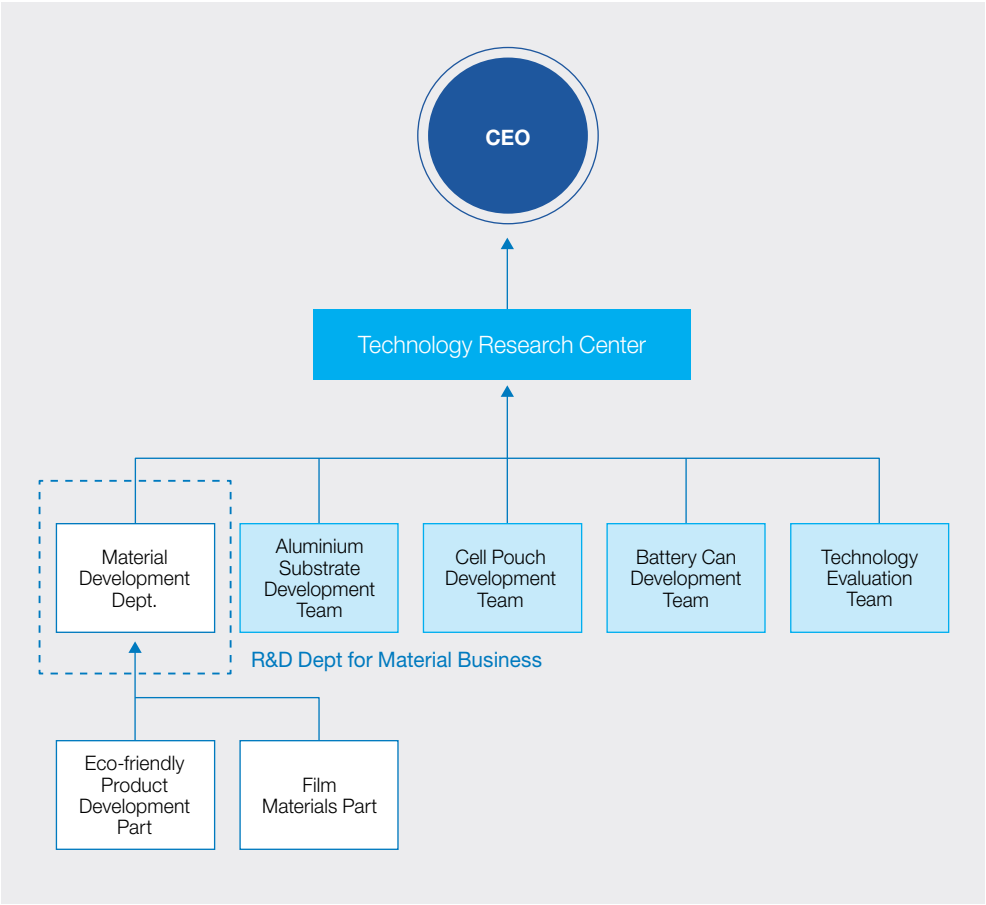 CEO
Technology Research Center
Material
Development
Dept.
Aluminium
Substrate
Development
Team
Cell Pouch
Development
Team
Battery Can
Development
Team
Technology
Evaluation
Team
R&D Dept for Material Business
Eco-friendly
Product
Development
Part
Film
Materials Part